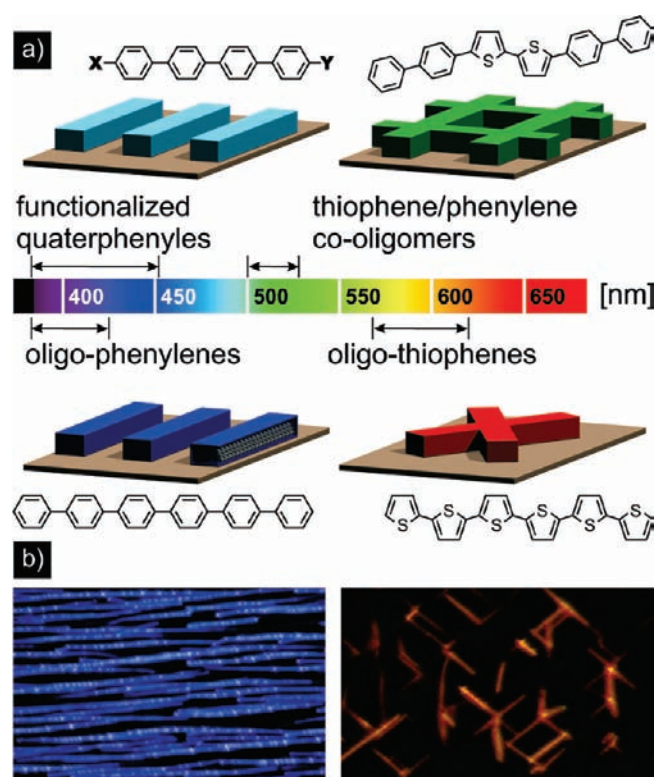 a)
X
Y
S
S
functionalized
quaterphenyles
thiophene/phenylene
co-oligomers
400
450
500
550
600
650
[nm]
oligo-phenylenes
oligo-thiophenes
S
S
S
S
S
S
b)